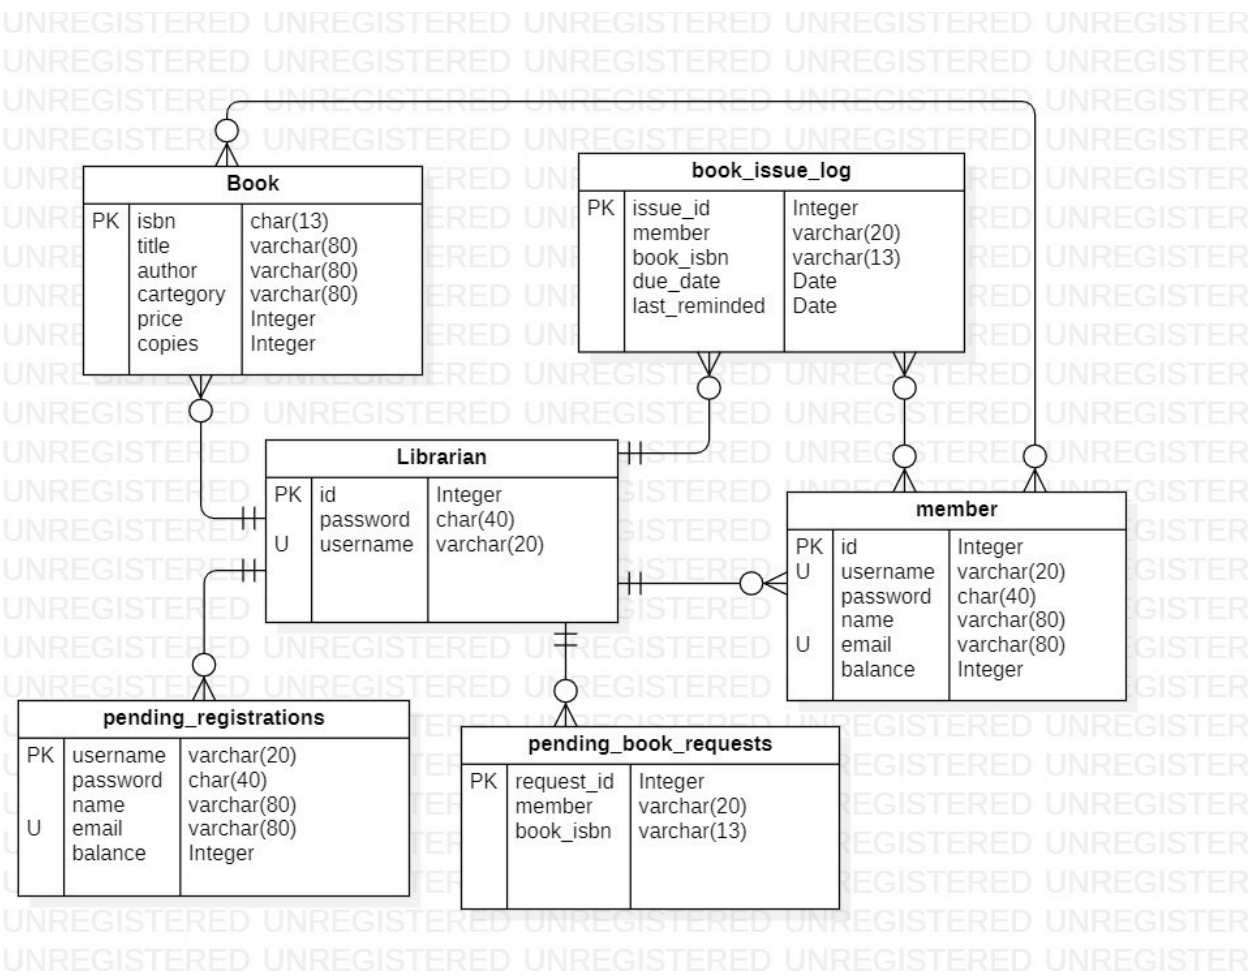 UNREGISTERED UNREGISTERED UNREGISTERED UNREGISTERED UNREGISTER
Book
PK isbn char(13)
title varchar(80)
author varchar(80)
cartegory varchar(80)
price Integer
copies Integer
book_issue_log
PK issue_id Integer
member varchar(20)
book_isbn varchar(13)
due_date Date
last_reminded Date
Librarian
PK id Integer
password char(40)
U username varchar(20)
member
PK id Integer
U username varchar(20)
password char(40)
name varchar(80)
U email varchar(80)
balance Integer
pending_registrations
PK username varchar(20)
password char(40)
name varchar(80)
U email varchar(80)
balance Integer
pending_book_requests
PK request_id Integer
member varchar(20)
book_isbn varchar(13)